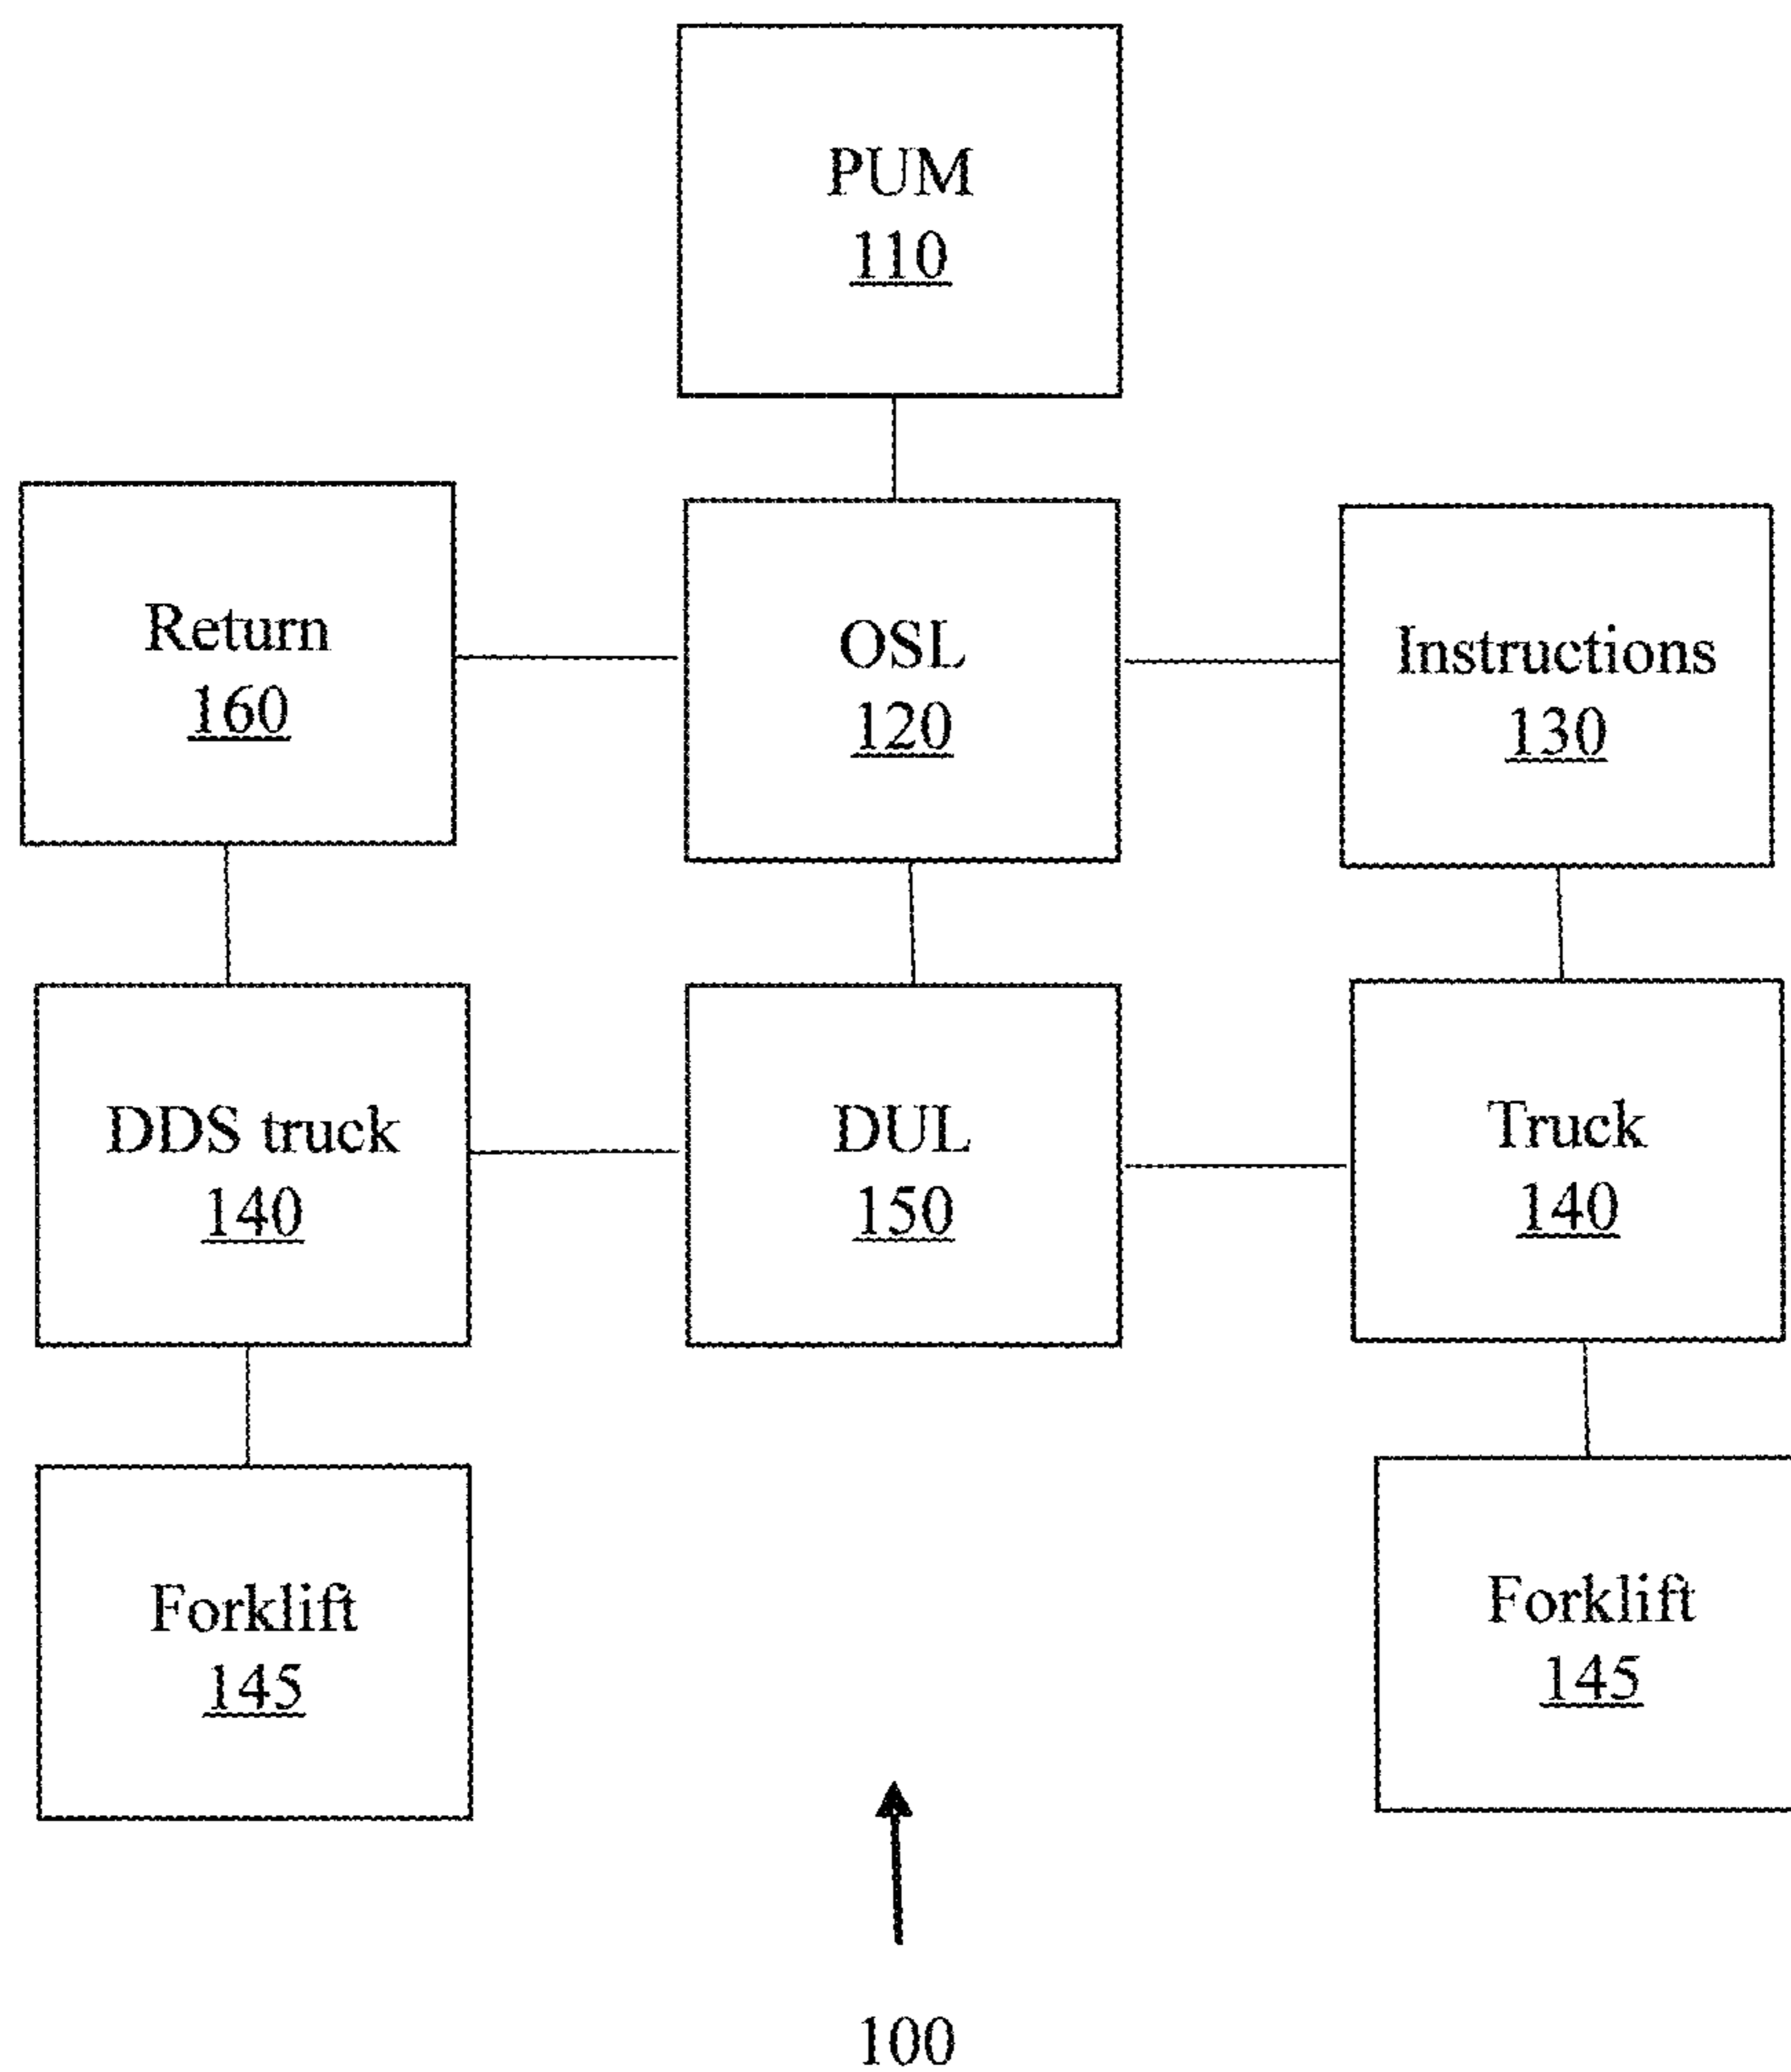 PUM
110
Return
160
OSL
120
Instructions
130
DDS truck
140
DUL
150
Truck
140
Forklift
145
Forklift
145
100